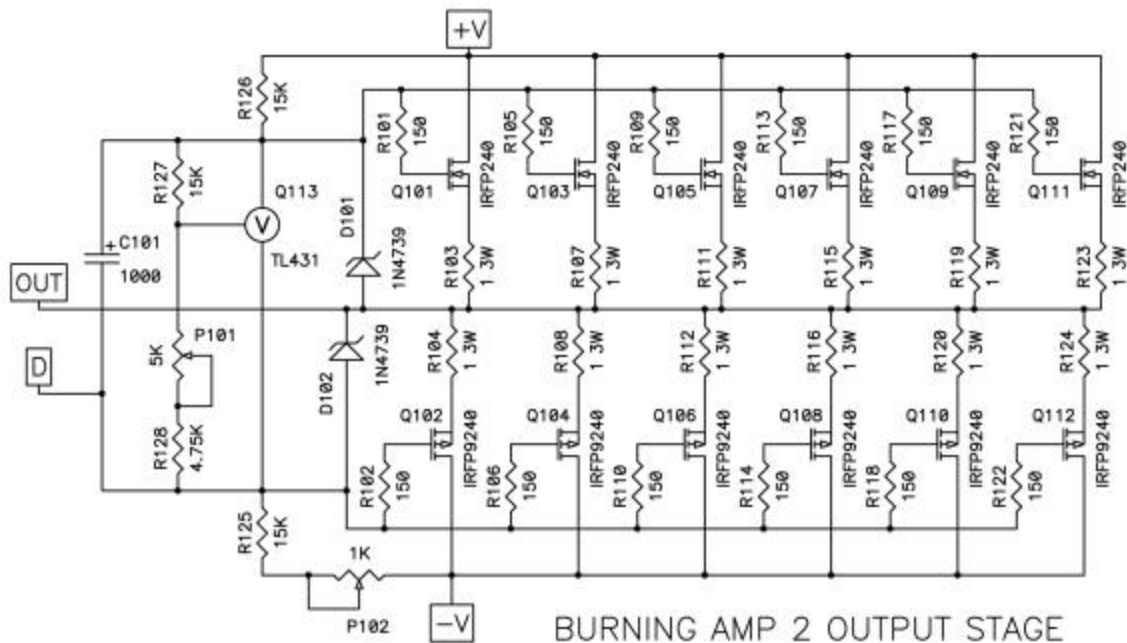 +V
R126
15K
R101
150
R105
150
R109
150
R113
150
R117
150
R121
150
R127
15K
Q113
TL431
D101
1N4739
Q101
IRFP240
Q103
IRFP240
Q105
IRFP240
Q107
IRFP240
Q109
IRFP240
Q111
IRFP240
+
C101
1000
V
R103
1 3W
R107
1 3W
R111
1 3W
R115
1 3W
R119
1 3W
R123
1 3W
OUT
P101
5K
D
D102
1N4739
R104
1 3W
R108
1 3W
R112
1 3W
R116
1 3W
R120
1 3W
R124
1 3W
R128
4.75K
Q102
IRFP9240
Q104
IRFP9240
Q106
IRFP9240
Q108
IRFP9240
Q110
IRFP9240
Q112
IRFP9240
R102
150
R106
150
R110
150
R114
150
R118
150
R122
150
R125
15K
1K
P102
-V
BURNING AMP 2 OUTPUT STAGE